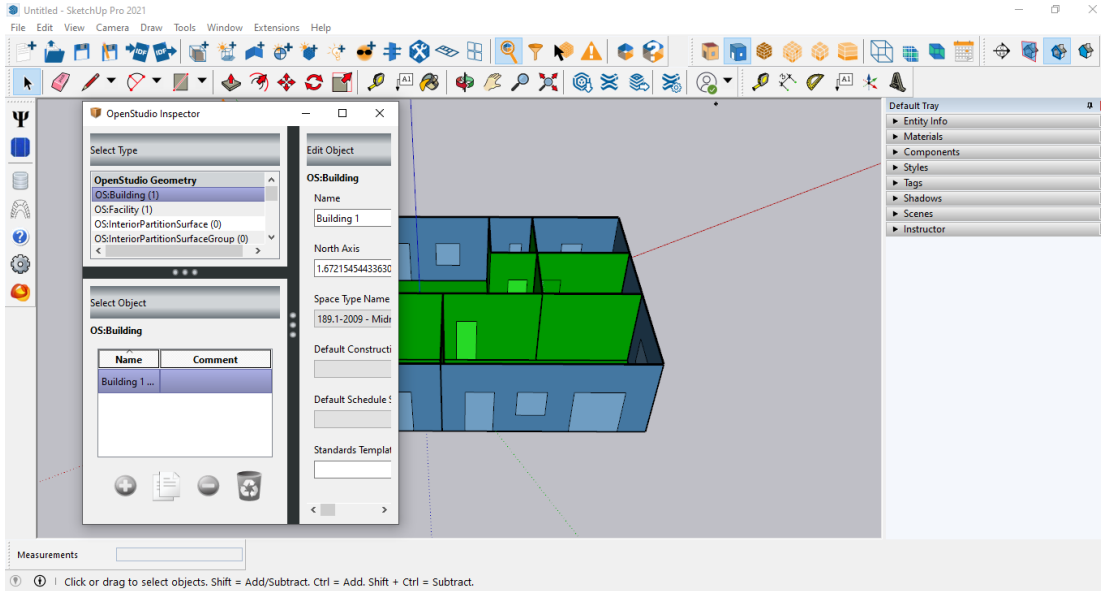 Untitled - SketchUp Pro 2021
File Edit View Camera Draw Tools Window Extensions Help
IDF IDF
A1 A1
OpenStudio Inspector
Select Type
OpenStudio Geometry
OS:Building (1)
OS:Facility (1)
OS:InteriorPartitionSurface (0)
OS:InteriorPartitionSurfaceGroup (0)
Select Object
OS:Building
Name Comment
Building 1 ...
Edit Object
OS:Building
Name
Building 1
North Axis
1.67215454433630
Space Type Name
189.1-2009 - Midr
Default Constructi
Default Schedule S
Standards Templat
Default Tray
Entity Info
Materials
Components
Styles
Tags
Shadows
Scenes
Instructor
Measurements
Click or drag to select objects. Shift = Add/Subtract. Ctrl = Add. Shift + Ctrl = Subtract.